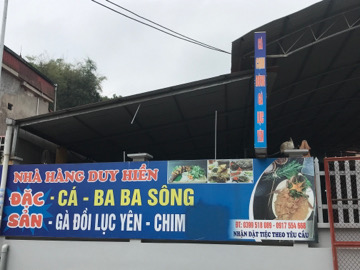 NHÀ HÀNG DUY HIỂN
ĐẶC SẢN
- CÁ - BA BA SÔNG
- GÀ ĐỒI LỤC YÊN - CHIM
NHẬN ĐẶT TIỆC THEO YÊU CẦU